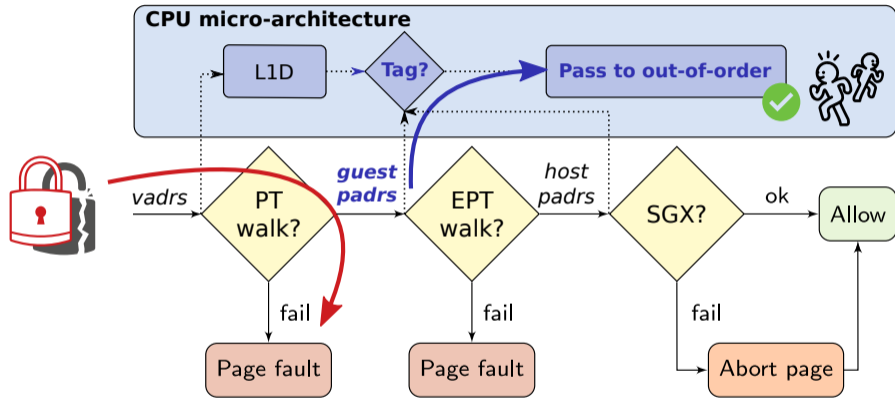 CPU micro-architecture
L1D
Tag?
Pass to out-of-order
vadrs
PT
walk?
guest
padrs
EPT
walk?
host
padrs
SGX?
ok
Allow
fail
fail
fail
Page fault
Page fault
Abort page